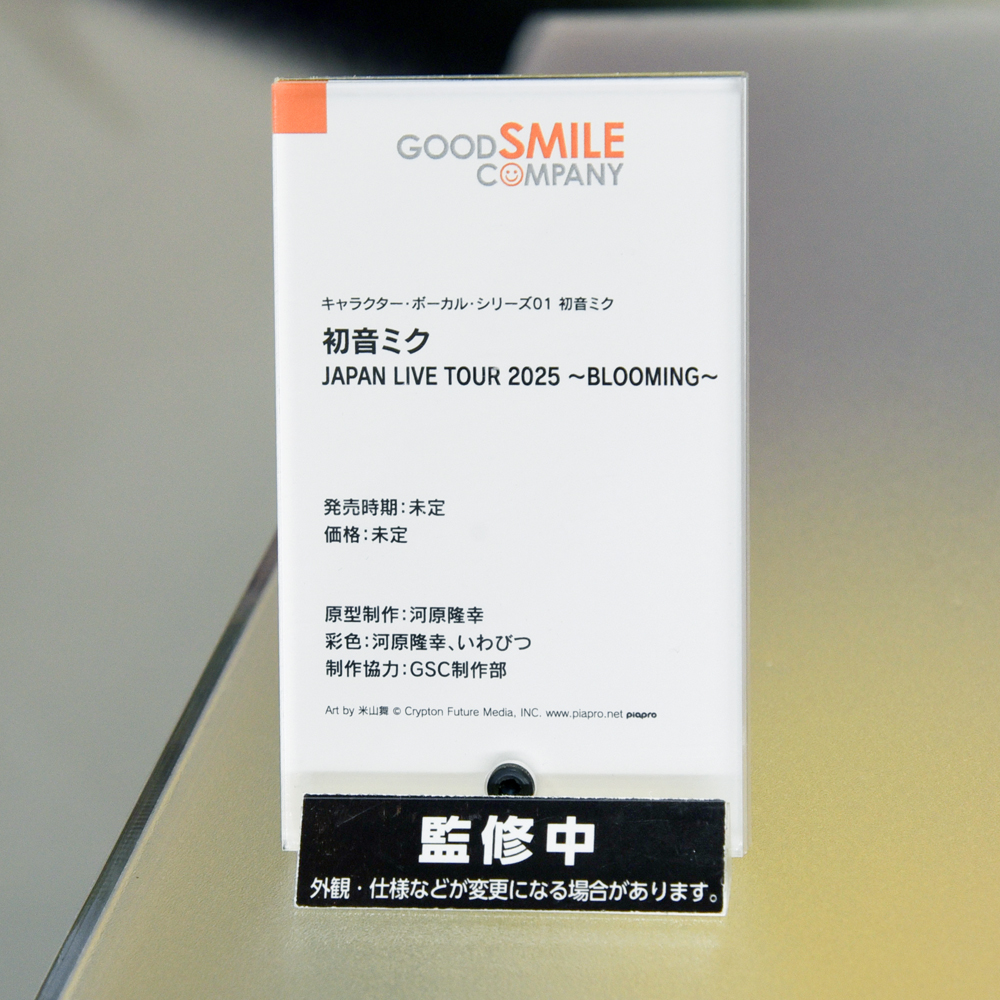 GOODSMILE
COMPANY
キャラクター・ボーカル・シリーズ01 初音ミク
初音ミク
JAPAN LIVE TOUR 2025 ～BLOOMING～
発売時期：未定
価格：未定
原型制作：河原隆幸
彩色：河原隆幸、いわびつ
制作協力：GSC制作部
Art by 米山舞 © Crypton Future Media, INC. www.piapro.net piapro
監修中
外観・仕様などが変更になる場合があります。